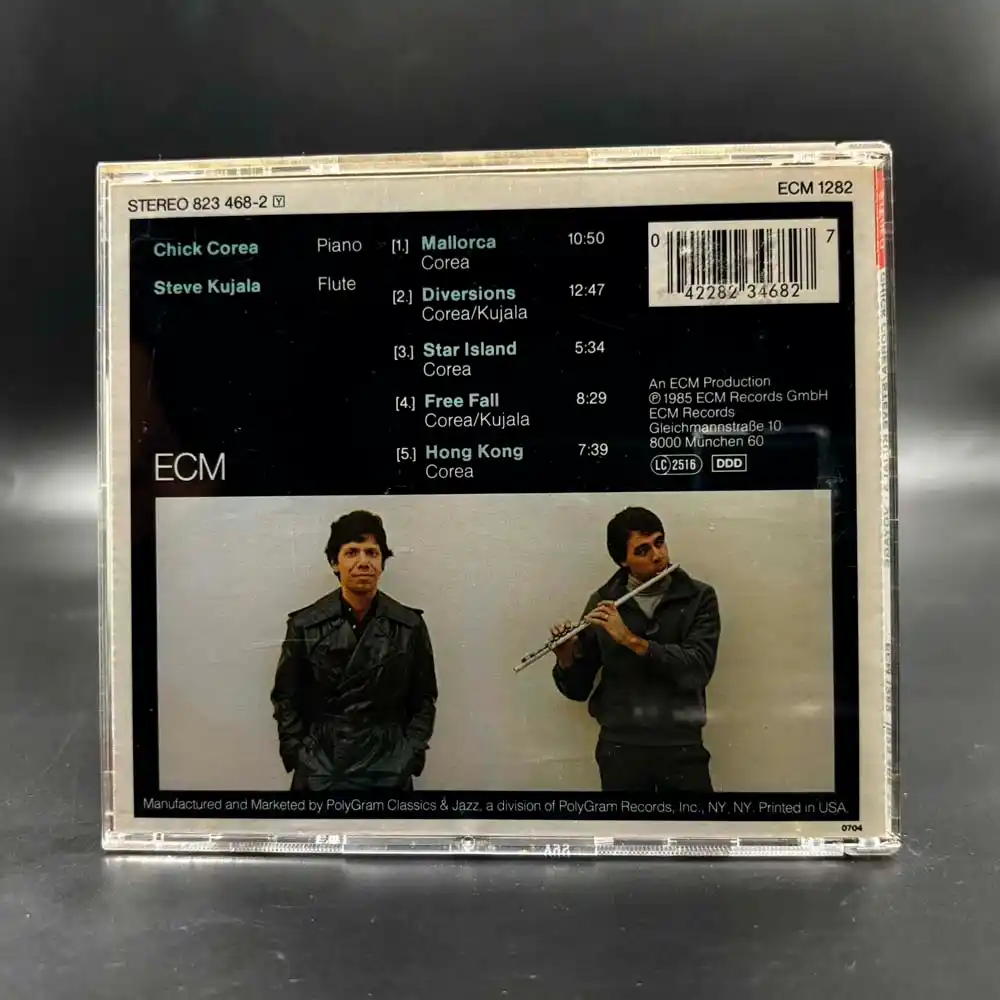 STEREO 823 468-2 Y
ECM 1282
Chick Corea Piano
Steve Kujala Flute
[1.] Mallorca 10:50
Corea
[2.] Diversions 12:47
Corea/Kujala
[3.] Star Island 5:34
Corea
[4.] Free Fall 8:29
Corea/Kujala
[5.] Hong Kong 7:39
Corea
0 42282 34682 7
An ECM Production
℗ 1985 ECM Records GmbH
ECM Records
Gleichmannstraße 10
8000 München 60
LC 2516 DDD
ECM
Manufactured and Marketed by PolyGram Classics & Jazz, a division of PolyGram Records, Inc., NY, NY. Printed in USA.
0704